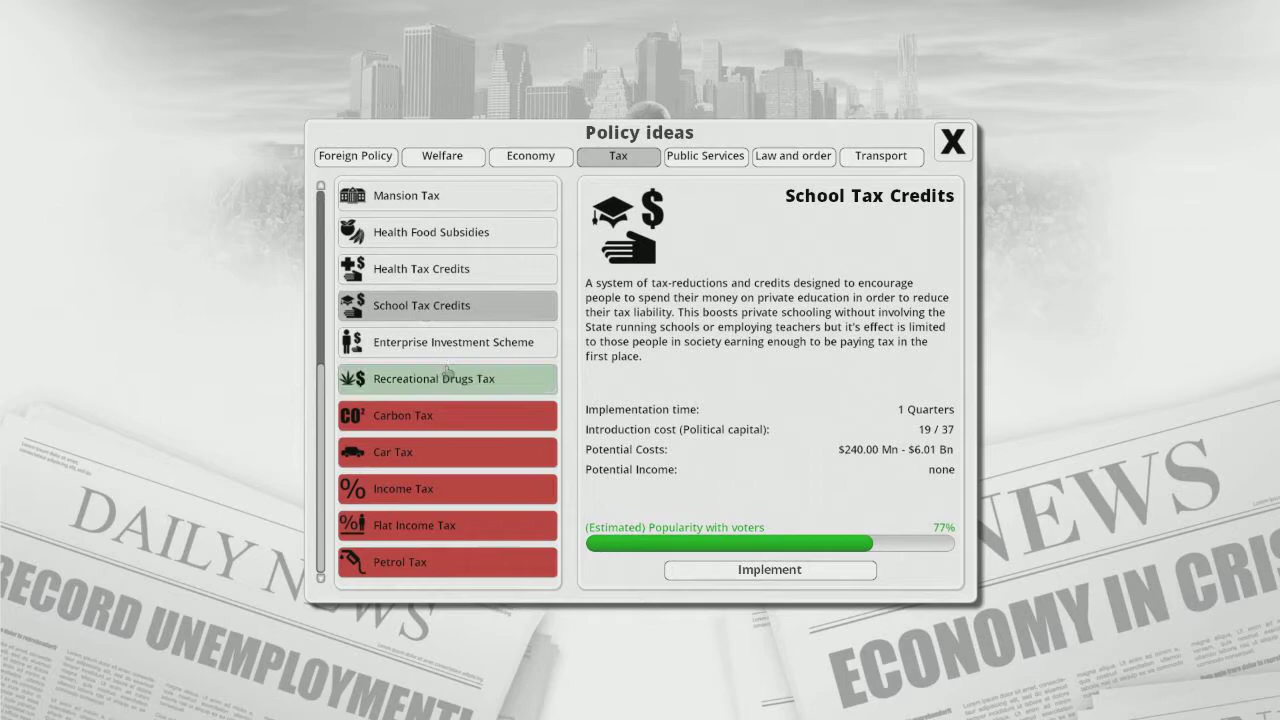 Policy ideas
X
Foreign Policy
Welfare
Economy
Tax
Public Services
Law and order
Transport
Mansion Tax
Health Food Subsidies
Health Tax Credits
School Tax Credits
Enterprise Investment Scheme
Recreational Drugs Tax
CO² Carbon Tax
Car Tax
% Income Tax
% Flat Income Tax
Petrol Tax
School Tax Credits
A system of tax-reductions and credits designed to encourage
people to spend their money on private education in order to reduce
their tax liability. This boosts private schooling without involving the
State running schools or employing teachers but it's effect is limited
to those people in society earning enough to be paying tax in the
first place.
Implementation time: 1 Quarters
Introduction cost (Political capital): 19 / 37
Potential Costs: $240.00 Mn - $6.01 Bn
Potential Income: none
(Estimated) Popularity with voters 77%
Implement
DAILY N
NEWS
RECORD UNEMPLOYMENT!
ECONOMY IN CRIS